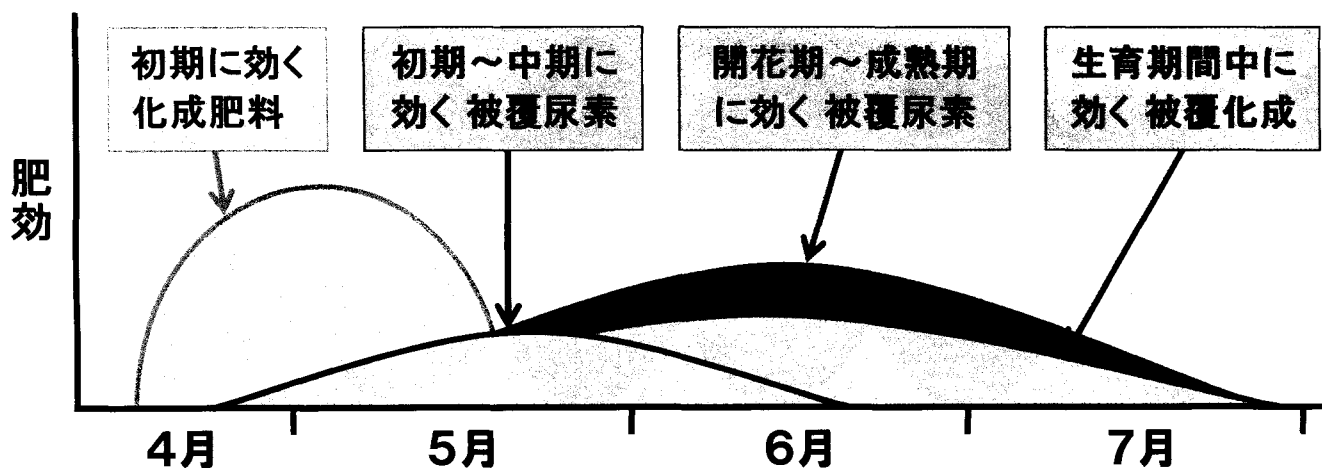 初期に効く
化成肥料
初期～中期に
効く被覆尿素
開花期～成熟期
に効く被覆尿素
生育期間中に
効く被覆化成
肥効
4月
5月
6月
7月